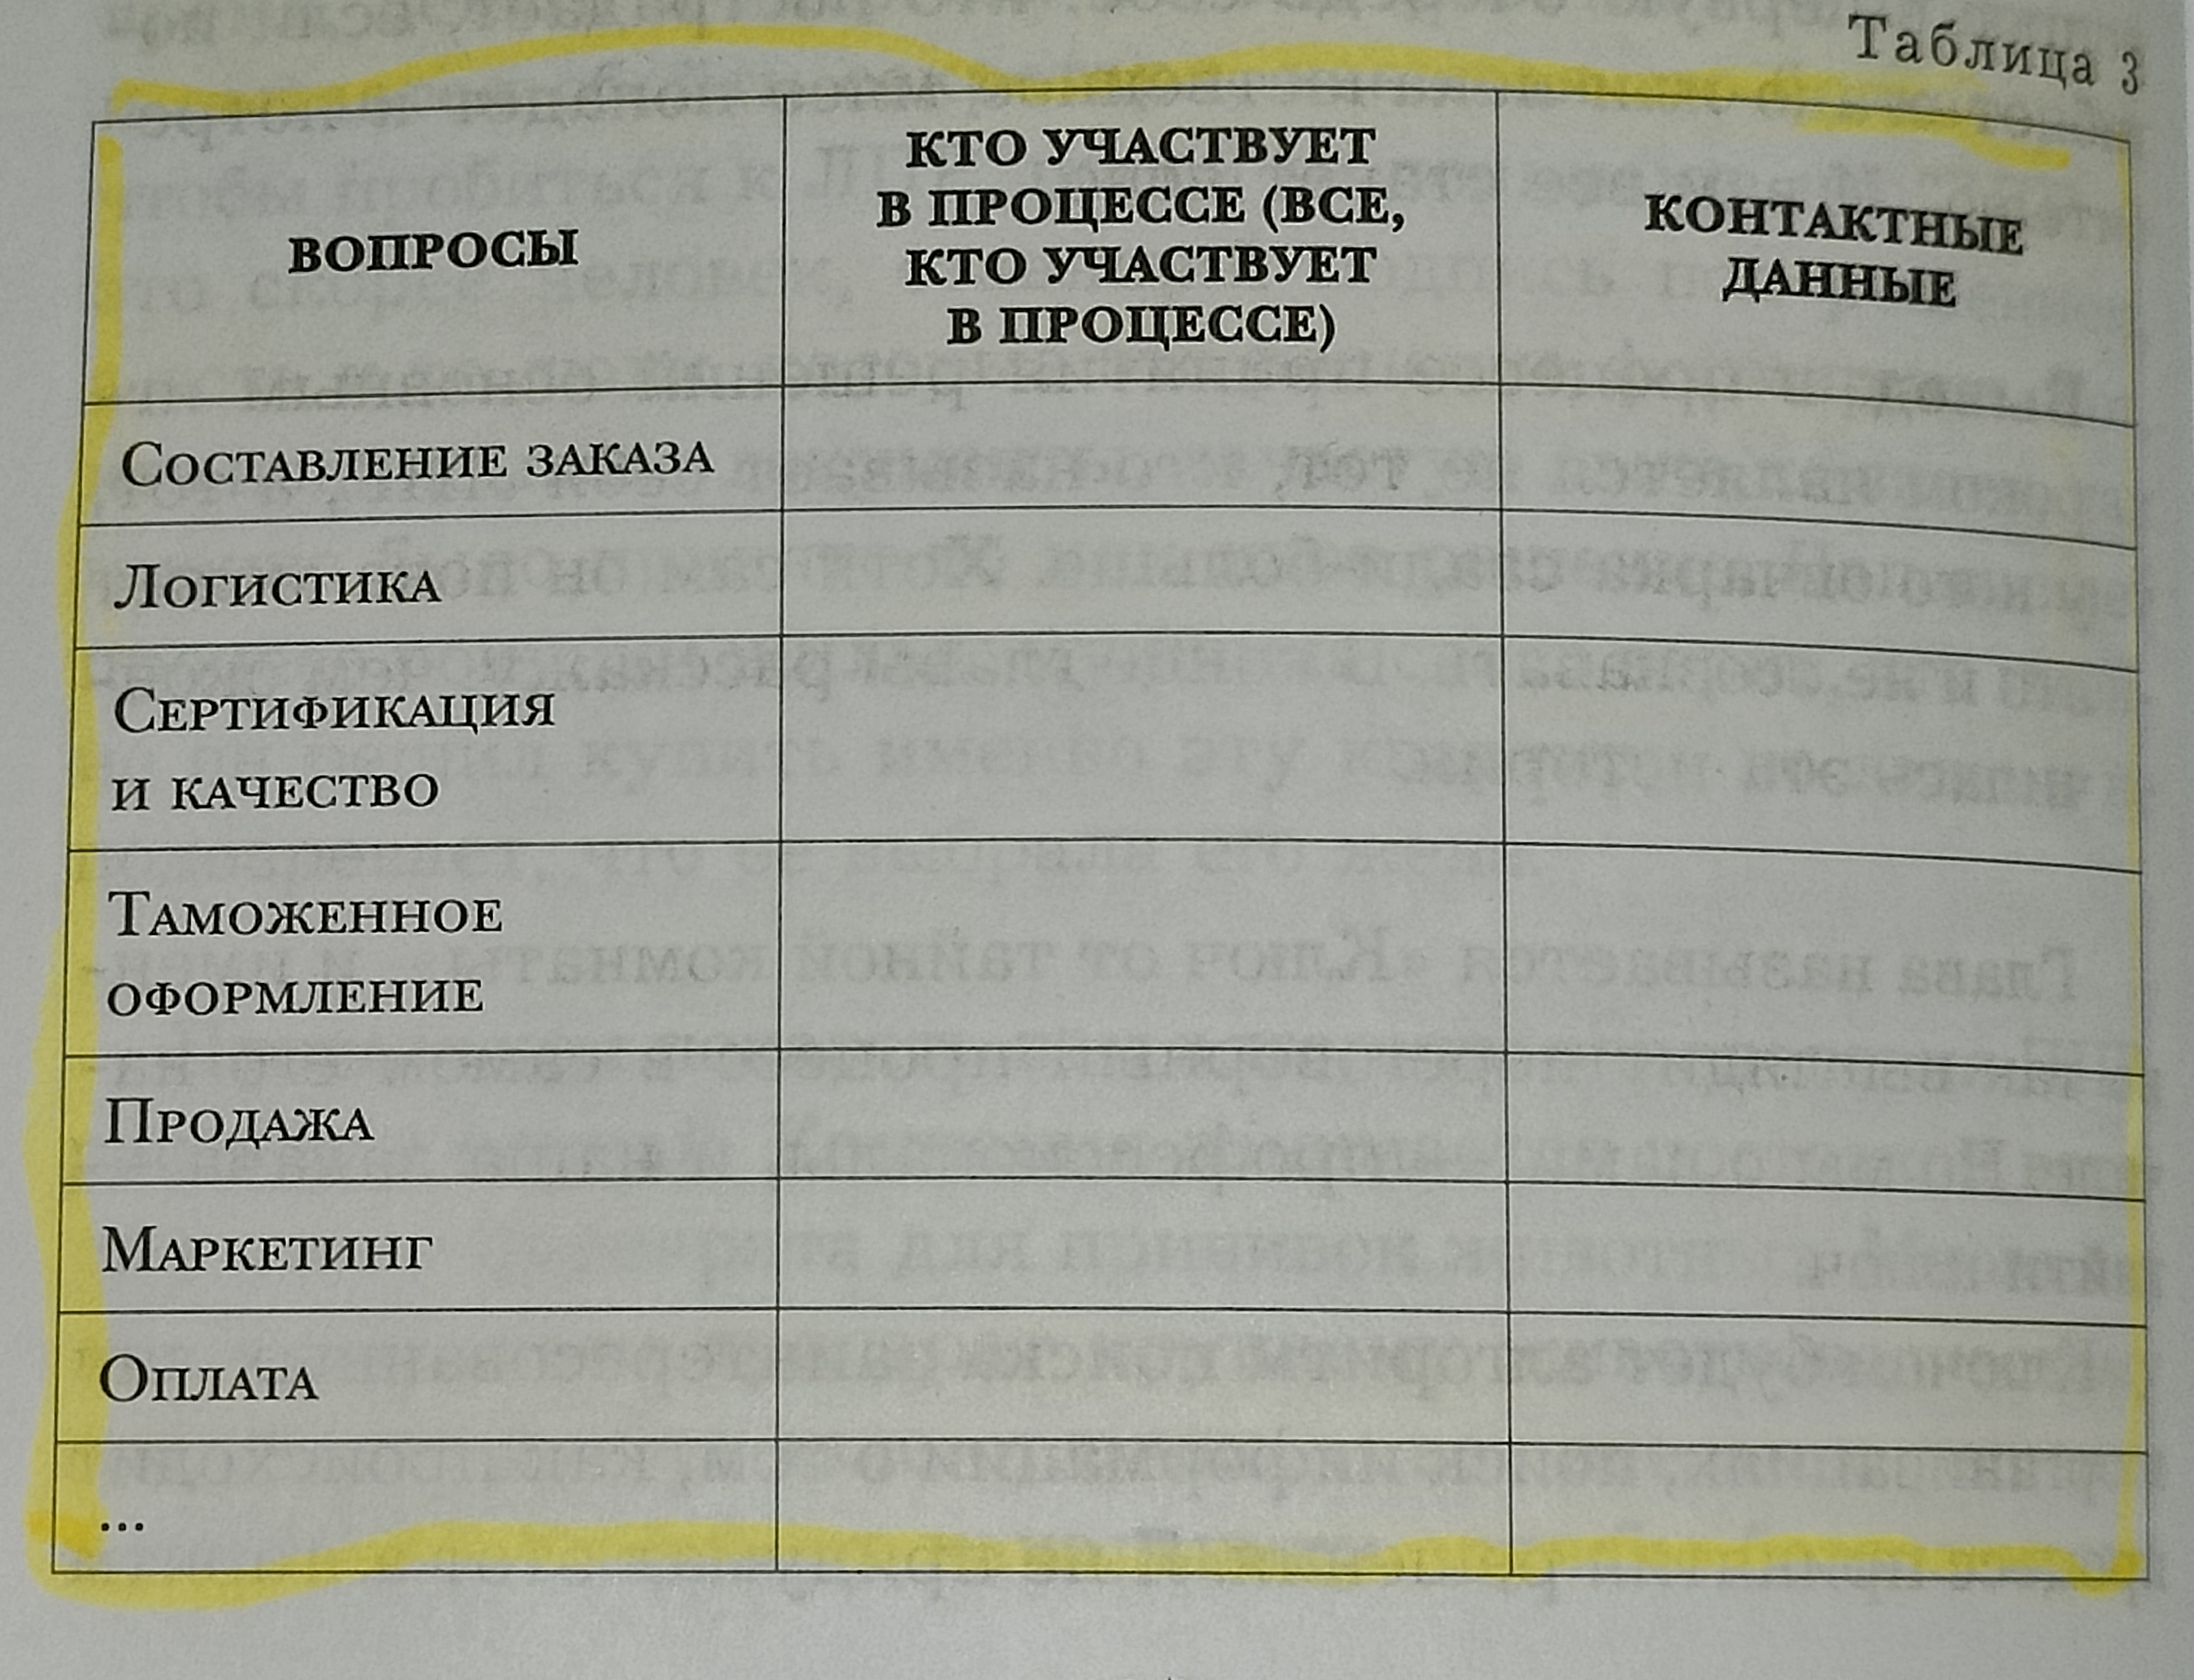 Таблица 3
ВОПРОСЫ
КТО УЧАСТВУЕТ
В ПРОЦЕССЕ (ВСЕ,
КТО УЧАСТВУЕТ
В ПРОЦЕССЕ)
КОНТАКТНЫЕ
ДАННЫЕ
Составление заказа
Логистика
Сертификация
и качество
Таможенное
оформление
Продажа
Маркетинг
Оплата
...